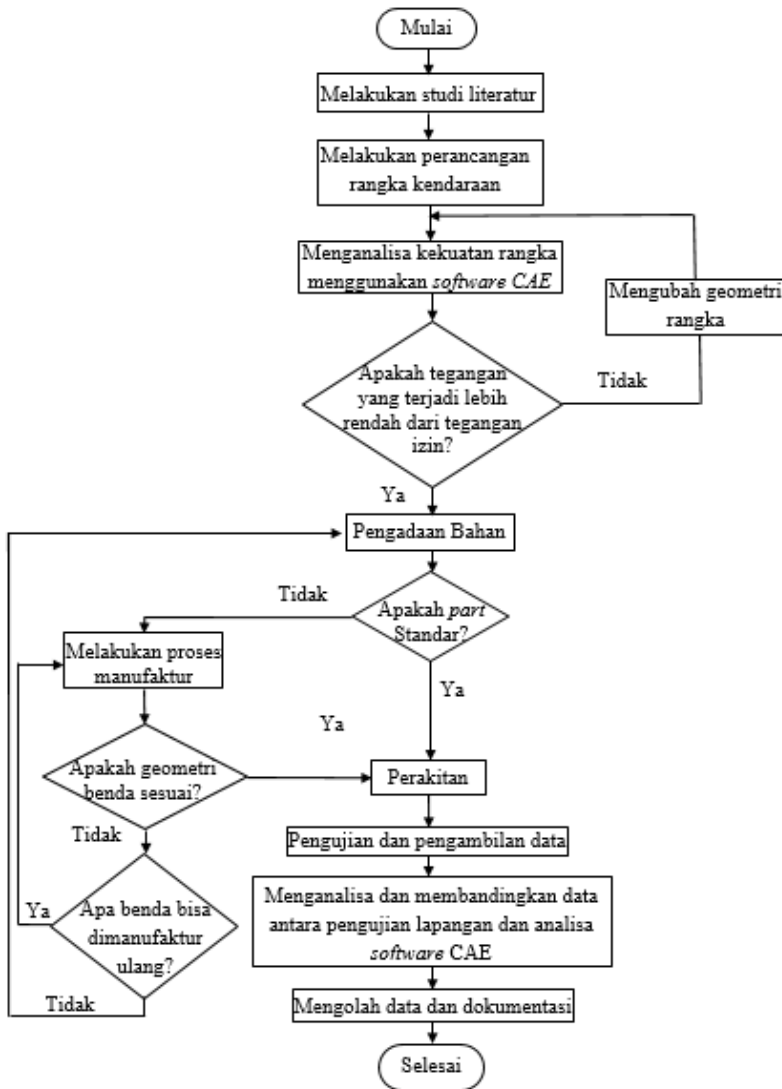 Mulai
Melakukan studi literatur
Melakukan perancangan
rangka kendaraan
Menganalisa kekuatan rangka
menggunakan software CAE
Mengubah geometri
rangka
Apakah tegangan
yang terjadi lebih
rendah dari tegangan
izin?
Tidak
Ya
Pengadaan Bahan
Tidak
Apakah part
Standar?
Melakukan proses
manufaktur
Ya
Ya
Apakah geometri
benda sesuai?
Perakitan
Tidak
Pengujian dan pengambilan data
Ya
Apa benda bisa
dimanufaktur
ulang?
Menganalisa dan membandingkan data
antara pengujian lapangan dan analisa
software CAE
Tidak
Mengolah data dan dokumentasi
Selesai